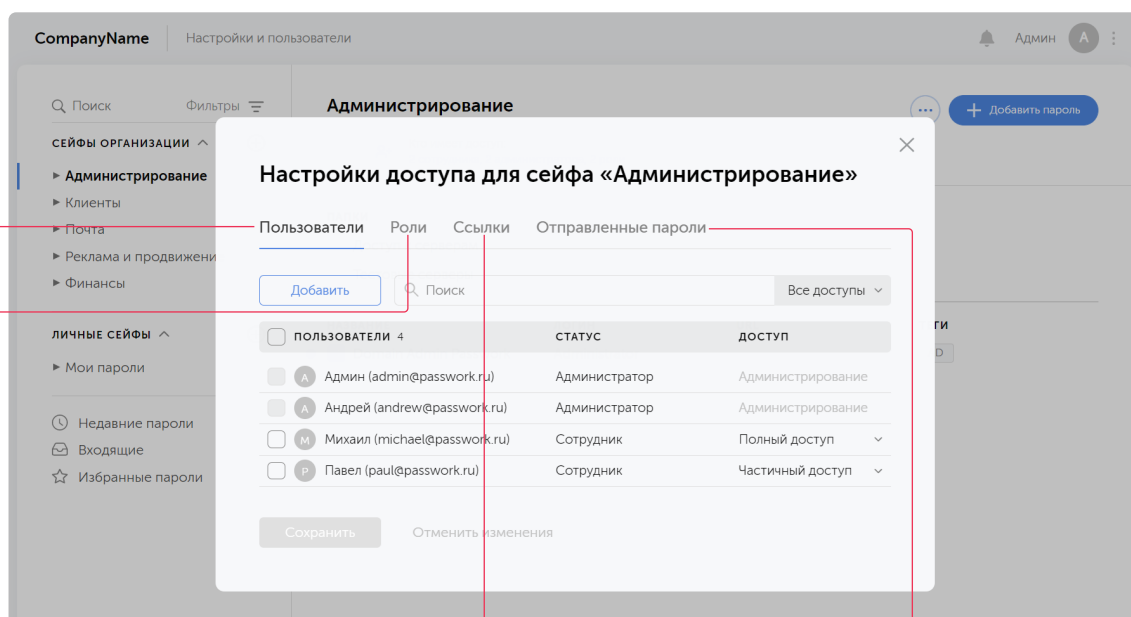 CompanyName Настройки и пользователи Админ A
Поиск Фильтры
Администрирование
Добавить пароль
СЕЙФЫ ОРГАНИЗАЦИИ
Администрирование
Клиенты
Почта
Реклама и продвижени
Финансы
ЛИЧНЫЕ СЕЙФЫ
Мои пароли
Недавние пароли
Входящие
Избранные пароли
Настройки доступа для сейфа «Администрирование»
Пользователи Роли Ссылки Отправленные пароли
Добавить Поиск Все доступы
ПОЛЬЗОВАТЕЛИ 4 СТАТУС ДОСТУП
A Админ (admin@passwork.ru) Администратор Администрирование
A Андрей (andrew@passwork.ru) Администратор Администрирование
M Михаил (michael@passwork.ru) Сотрудник Полный доступ
P Павел (paul@passwork.ru) Сотрудник Частичный доступ
Сохранить Отменить изменения